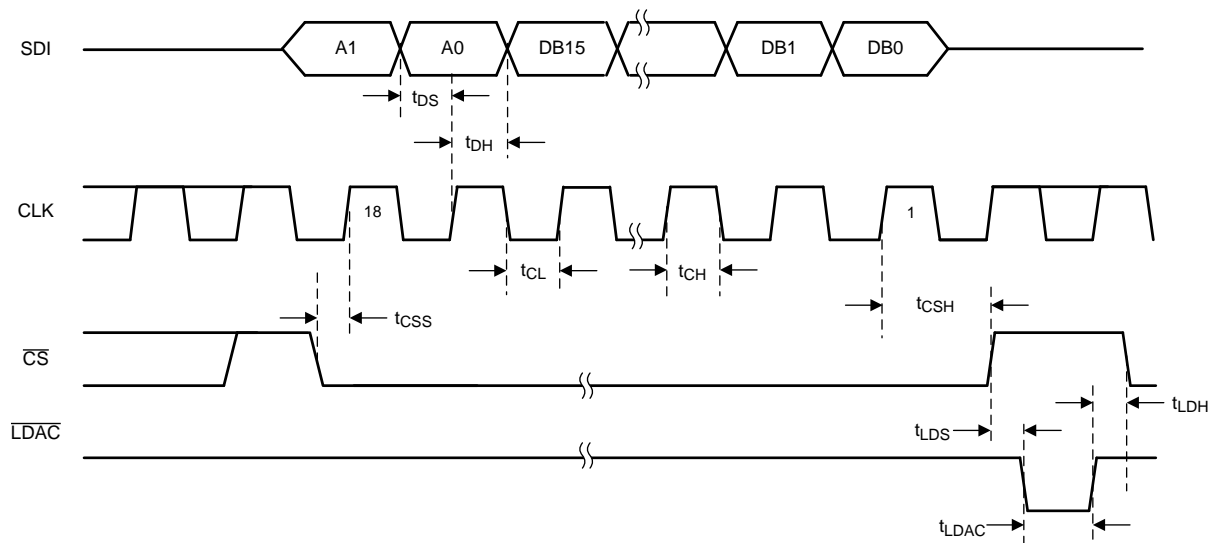 SDI A1 A0 DB15 DB1 DB0
tDS
tDH
CLK 18 1
tCL tCH tCSH
tCSS
CS
tLDH
LDAC tLDS
tLDAC